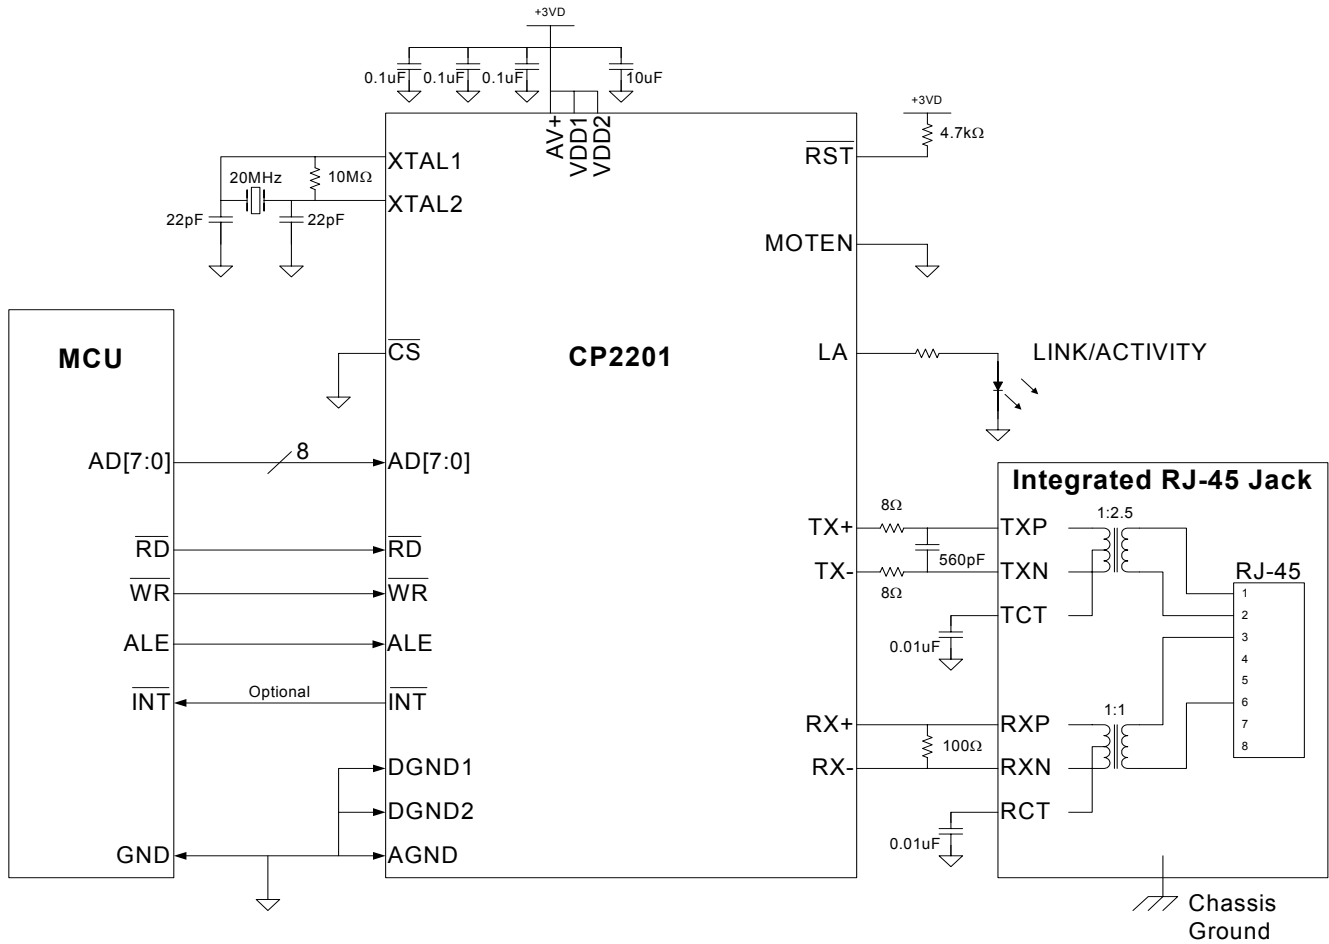 +3VD
0.1uF
0.1uF
0.1uF
10uF
AV+
VDD1
VDD2
+3VD
4.7kΩ
RST
XTAL1
20MHz
10MΩ
XTAL2
22pF
22pF
MOTEN
MCU
CS
CP2201
LA
LINK/ACTIVITY
AD[7:0]
8
AD[7:0]
Integrated RJ-45 Jack
8Ω
1:2.5
TX+
TXP
RD
RD
560pF
TX-
TXN
RJ-45
8Ω
WR
WR
1
2
3
4
5
6
7
8
TCT
0.01uF
ALE
ALE
INT
Optional
INT
1:1
RX+
RXP
100Ω
RX-
RXN
DGND1
DGND2
RCT
0.01uF
GND
AGND
Chassis
Ground